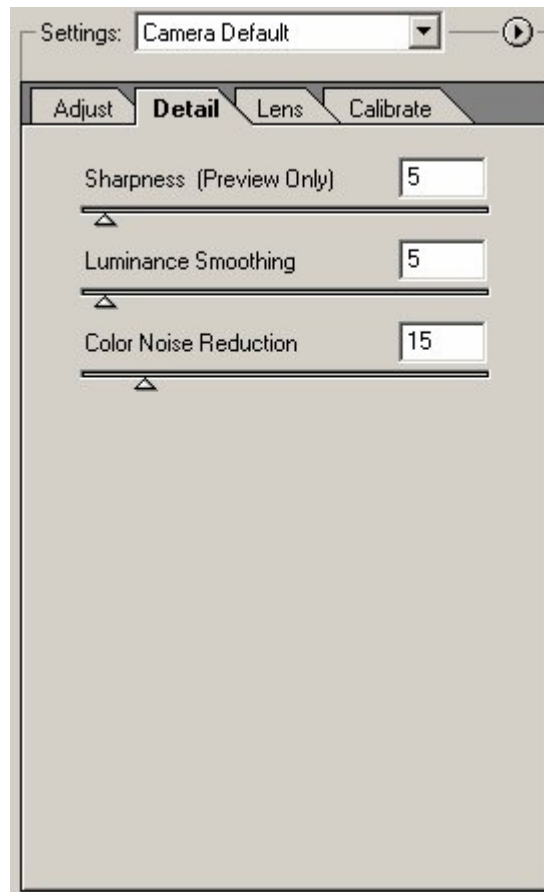 Settings: Camera Default
Adjust Detail Lens Calibrate
Sharpness (Preview Only) 5
Luminance Smoothing 5
Color Noise Reduction 15